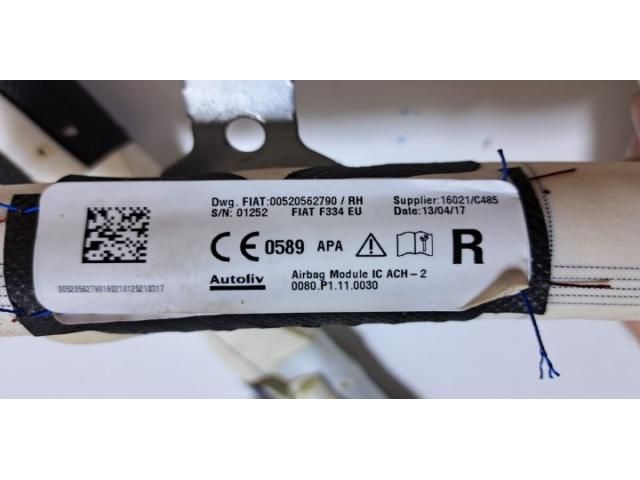 Dwg. FIAT:00520562790 / RH
Supplier:16021/C485
S/N: 01252 FIAT F334 EU
Date:13/04/17
CE 0589 APA R
Autoliv
Airbag Module IC ACH-2
0080.P1.11.0030
00520562790160210125210317